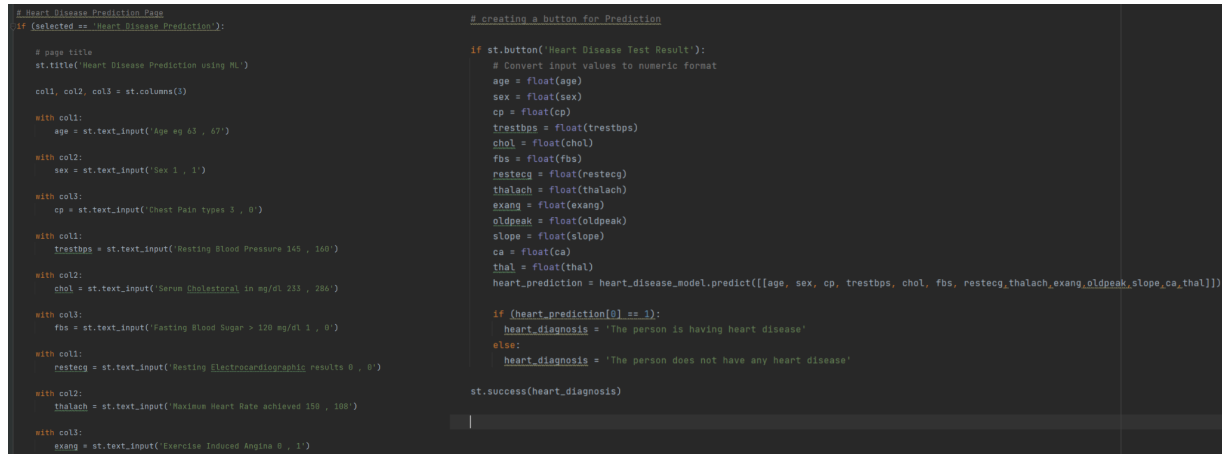 # Heart Disease Prediction Page
if (selected == 'Heart Disease Prediction'):
# page title
st.title('Heart Disease Prediction using ML')
col1, col2, col3 = st.columns(3)
with col1:
age = st.text_input('Age eg 63 , 67')
with col2:
sex = st.text_input('Sex 1 , 1')
with col3:
cp = st.text_input('Chest Pain types 3 , 0')
with col1:
trestbps = st.text_input('Resting Blood Pressure 145 , 160')
with col2:
chol = st.text_input('Serum Cholestoral in mg/dl 233 , 286')
with col3:
fbs = st.text_input('Fasting Blood Sugar > 120 mg/dl 1 , 0')
with col1:
restecg = st.text_input('Resting Electrocardiographic results 0 , 0')
with col2:
thalach = st.text_input('Maximum Heart Rate achieved 150 , 108')
with col3:
exang = st.text_input('Exercise Induced Angina 0 , 1')
# creating a button for Prediction
if st.button('Heart Disease Test Result'):
# Convert input values to numeric format
age = float(age)
sex = float(sex)
cp = float(cp)
trestbps = float(trestbps)
chol = float(chol)
fbs = float(fbs)
restecg = float(restecg)
thalach = float(thalach)
exang = float(exang)
oldpeak = float(oldpeak)
slope = float(slope)
ca = float(ca)
thal = float(thal)
heart_prediction = heart_disease_model.predict([[age, sex, cp, trestbps, chol, fbs, restecg,thalach,exang,oldpeak,slope,ca,thal]])
if (heart_prediction[0] == 1):
heart_diagnosis = 'The person is having heart disease'
else:
heart_diagnosis = 'The person does not have any heart disease'
st.success(heart_diagnosis)